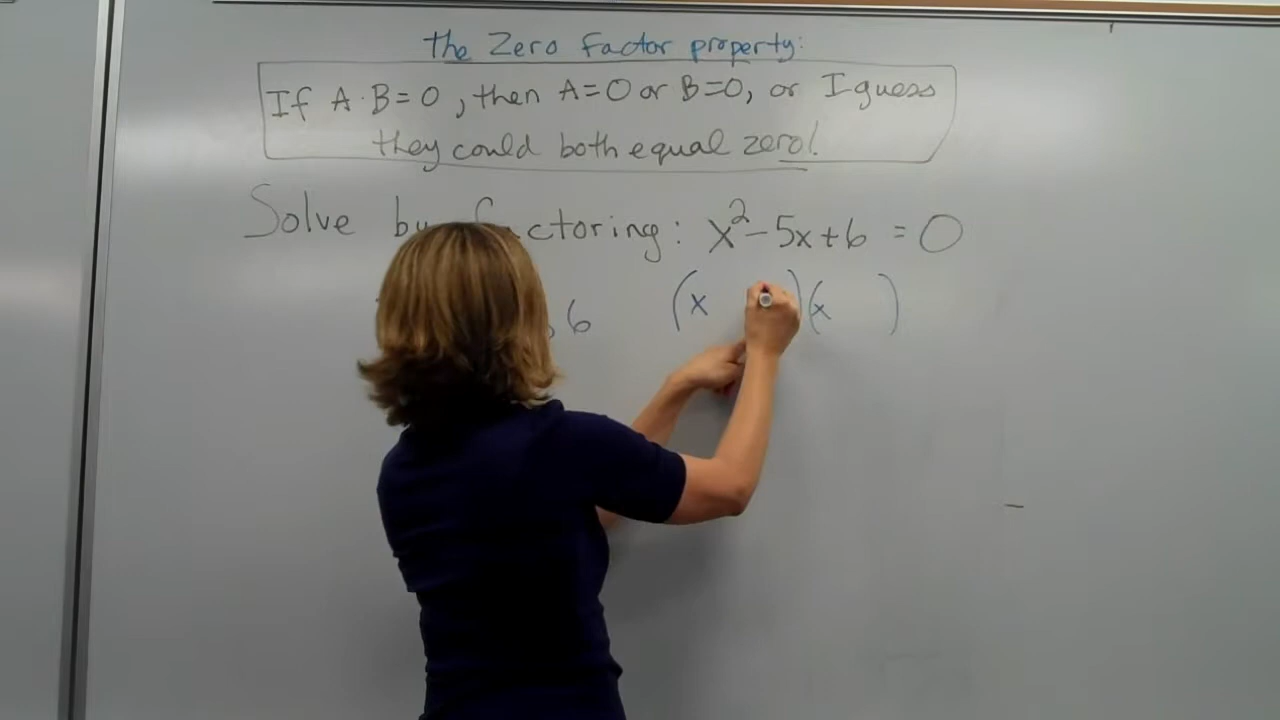 The Zero Factor property:
If A · B = 0, then A = 0 or B = 0, or I guess
they could both equal zero!
Solve by factoring: x² - 5x + 6 = 0
6 (x )(x )